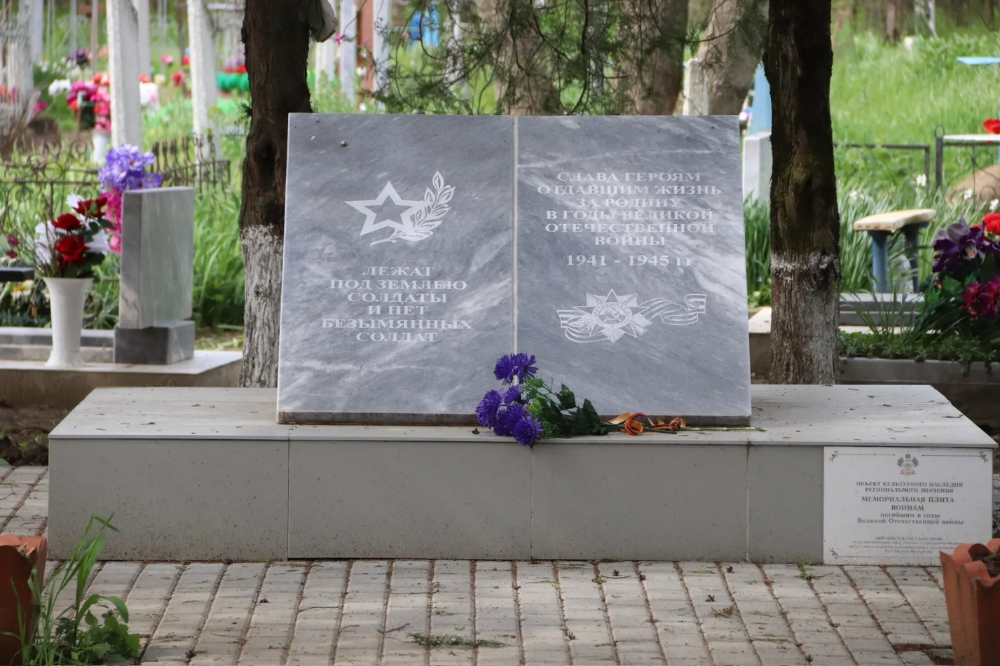 ЛЕЖАТ
ПОД ЗЕМЛЕЮ
СОЛДАТЫ
И НЕТ
БЕЗЫМЯННЫХ
СОЛДАТ
СЛАВА ГЕРОЯМ
ОТДАВШИМ ЖИЗНЬ
ЗА РОДИНУ
В ГОДЫ ВЕЛИКОЙ
ОТЕЧЕСТВЕННОЙ
ВОЙНЫ
1941 - 1945 гг
ОБЪЕКТ КУЛЬТУРНОГО НАСЛЕДИЯ
РЕГИОНАЛЬНОГО ЗНАЧЕНИЯ
МЕМОРИАЛЬНАЯ ПЛИТА
ВОИНАМ
погибшим в годы
Великой Отечественной войны
ОХРАНЯЕТСЯ ГОСУДАРСТВОМ